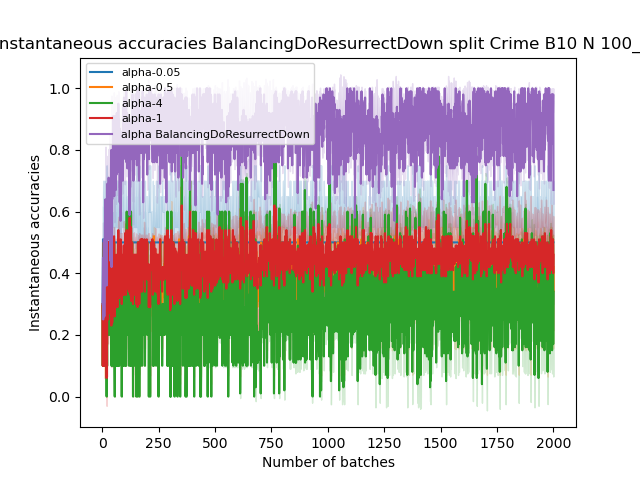 nstantaneous accuracies BalancingDoResurrectDown split Crime B10 N 100_
alpha-0.05
alpha-0.5
alpha-4
alpha-1
alpha BalancingDoResurrectDown
1.0
0.8
0.6
0.4
0.2
0.0
Instantaneous accuracies
0 250 500 750 1000 1250 1500 1750 2000
Number of batches